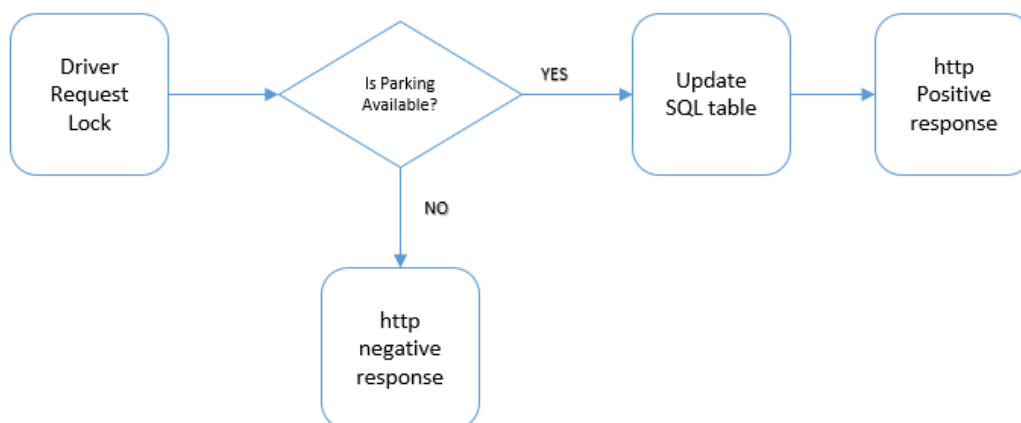 Driver
Request
Lock
Is Parking
Available?
YES
Update
SQL table
http
Positive
response
NO
http
negative
response